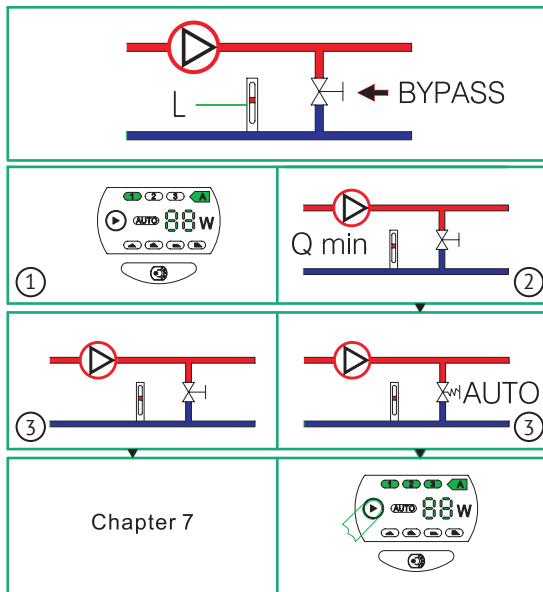 L
BYPASS
1 2 3 A
AUTO 88 W
1
Q min
2
3
AUTO
3
Chapter 7
1 2 3 A
AUTO 88 W